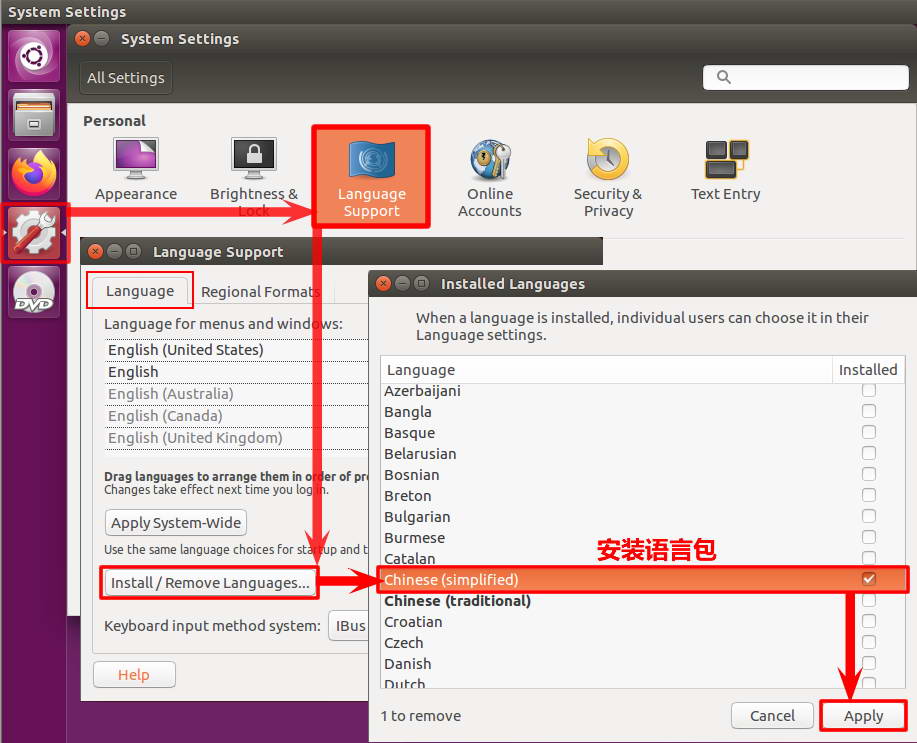 System Settings
System Settings
All Settings
Personal
Appearance
Brightness &
Lock
Language
Support
Online
Accounts
Security &
Privacy
Text Entry
DVD
Language Support
Language
Regional Formats
Language for menus and windows:
English (United States)
English
English (Australia)
English (Canada)
English (United Kingdom)
Drag languages to arrange them in order of pr
Changes take effect next time you log in.
Apply System-Wide
Use the same language choices for startup and t
Install / Remove Languages...
Keyboard input method system:
IBus
Help
Installed Languages
When a language is installed, individual users can choose it in their
Language settings.
Language
Installed
Azerbaijani
Bangla
Basque
Belarusian
Bosnian
Breton
Bulgarian
Burmese
Catalan
安装语言包
Chinese (simplified)
Chinese (traditional)
Croatian
Czech
Danish
Dutch
1 to remove
Cancel
Apply